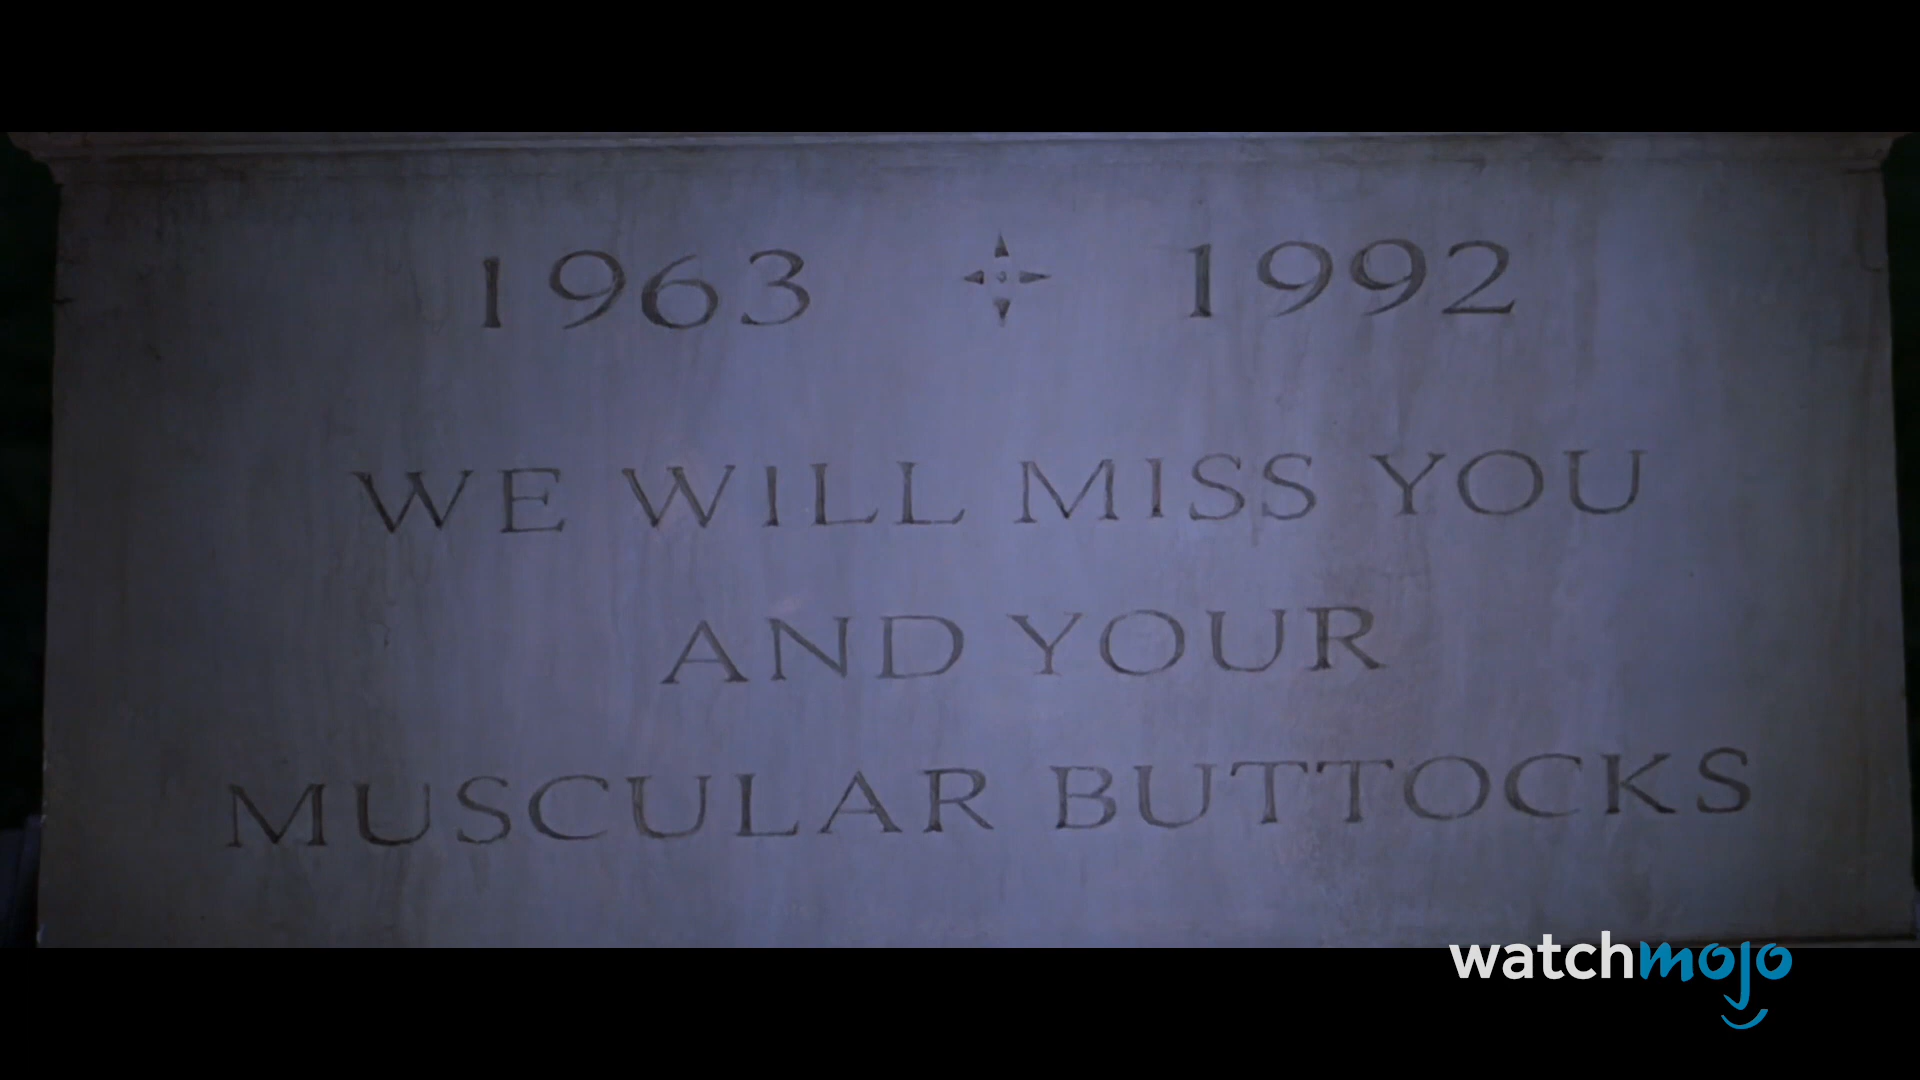 1963 1992
WE WILL MISS YOU
AND YOUR
MUSCULAR BUTTOCKS
watchmojo